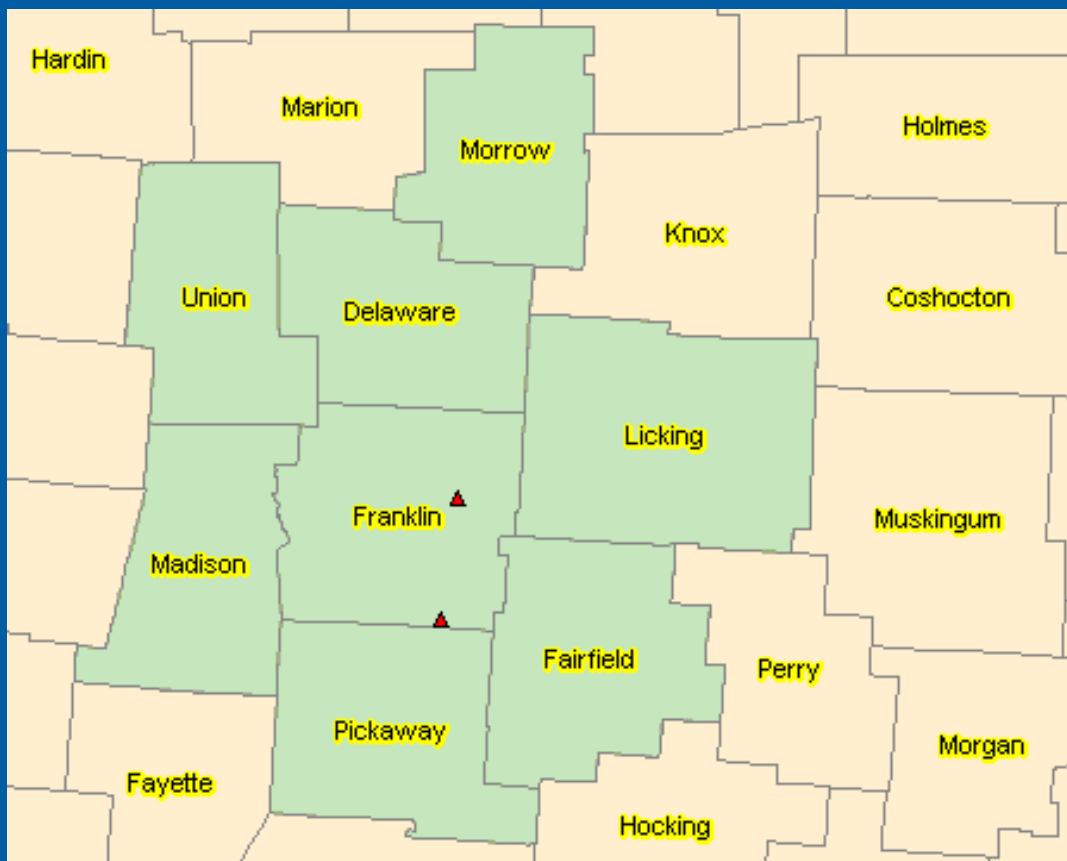 Hardin
Marion
Holmes
Morrow
Knox
Union
Delaware
Coshocton
Licking
Franklin
Muskingum
Madison
Fairfield
Perry
Pickaway
Morgan
Fayette
Hocking